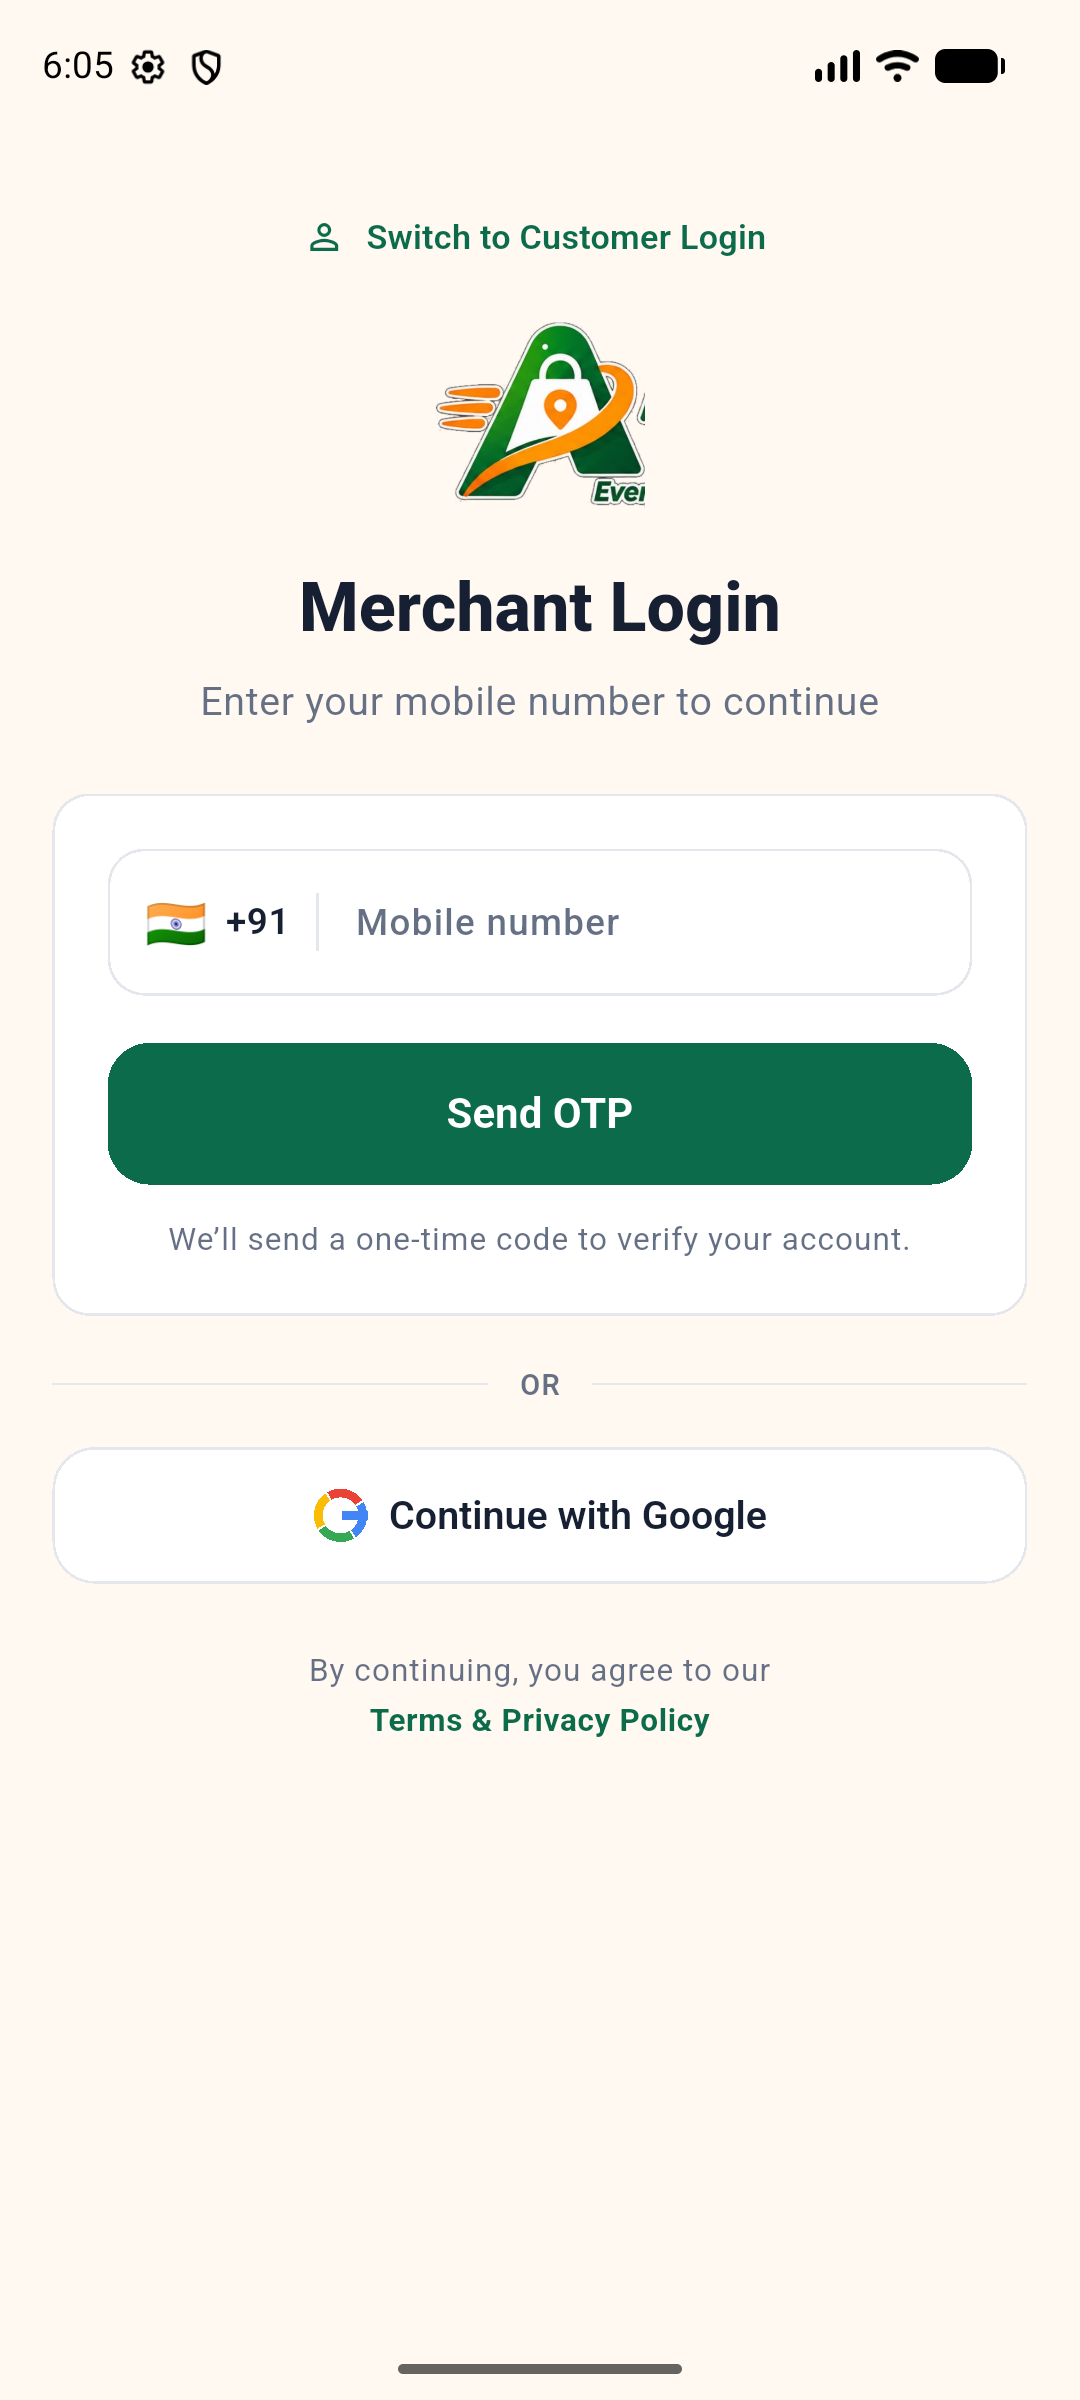 6:05
Switch to Customer Login
Ever
Merchant Login
Enter your mobile number to continue
+91 Mobile number
Send OTP
We’ll send a one-time code to verify your account.
OR
Continue with Google
By continuing, you agree to our
Terms & Privacy Policy